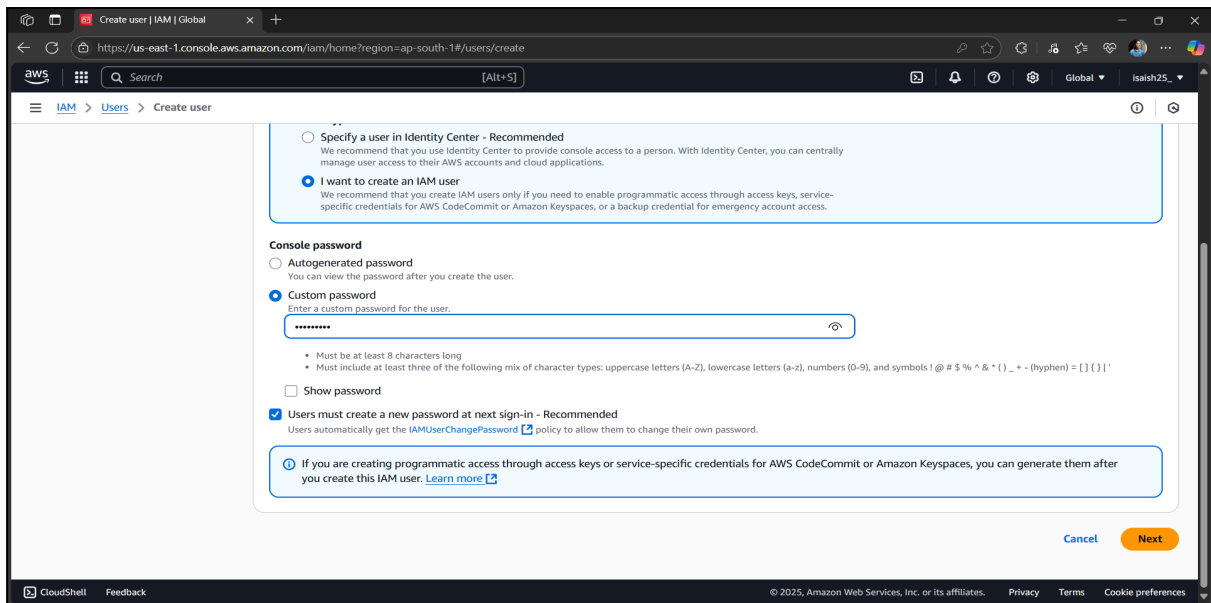 Create user | IAM | Global
https://us-east-1.console.aws.amazon.com/iam/home?region=ap-south-1#/users/create
aws
Search
[Alt+S]
Global
isaish25_
IAM > Users > Create user
Specify a user in Identity Center - Recommended
We recommend that you use Identity Center to provide console access to a person. With Identity Center, you can centrally
manage user access to their AWS accounts and cloud applications.
I want to create an IAM user
We recommend that you create IAM users only if you need to enable programmatic access through access keys, service-
specific credentials for AWS CodeCommit or Amazon Keyspaces, or a backup credential for emergency account access.
Console password
Autogenerated password
You can view the password after you create the user.
Custom password
Enter a custom password for the user.
•••••••••
• Must be at least 8 characters long
• Must include at least three of the following mix of character types: uppercase letters (A-Z), lowercase letters (a-z), numbers (0-9), and symbols ! @ # $ % ^ & * ( ) _ + - (hyphen) = [ ] { } | '
Show password
Users must create a new password at next sign-in - Recommended
Users automatically get the IAMUserChangePassword policy to allow them to change their own password.
If you are creating programmatic access through access keys or service-specific credentials for AWS CodeCommit or Amazon Keyspaces, you can generate them after
you create this IAM user. Learn more
Cancel
Next
CloudShell
Feedback
© 2025, Amazon Web Services, Inc. or its affiliates.
Privacy
Terms
Cookie preferences